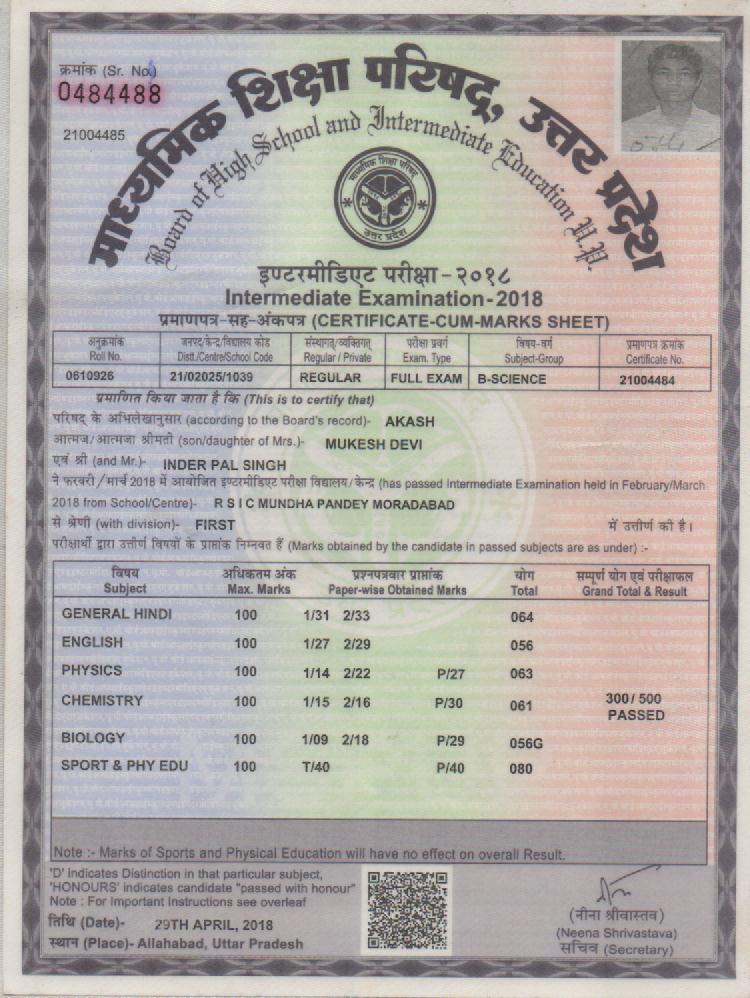 क्रमांक (Sr. No.)
0484488
21004485
माध्यमिक शिक्षा परिषद्, उत्तर प्रदेश
Board of High School and Intermediate Education U.P.
माध्यमिक शिक्षा परिषद्
उत्तर प्रदेश
इण्टरमीडिएट परीक्षा-२०१८
Intermediate Examination-2018
प्रमाणपत्र-सह-अंकपत्र (CERTIFICATE-CUM-MARKS SHEET)
अनुक्रमांक जनपद/केन्द्र/विद्यालय कोड संस्थागत/व्यक्तिगत् परीक्षा प्रवर्ग विषय-वर्ग प्रमाणपत्र क्रमांक
Roll No. Distt./Centre/School Code Regular / Private Exam. Type Subject-Group Certificate No.
0610926 21/02025/1039 REGULAR FULL EXAM B-SCIENCE 21004484
प्रमाणित किया जाता है कि (This is to certify that)
परिषद् के अभिलेखानुसार (according to the Board's record)- AKASH
आत्मज/आत्मजा श्रीमती (son/daughter of Mrs.)- MUKESH DEVI
एवं श्री (and Mr.)- INDER PAL SINGH
ने फरवरी/मार्च 2018 में आयोजित इण्टरमीडिएट परीक्षा विद्यालय/केन्द्र (has passed Intermediate Examination held in February/March
2018 from School/Centre)- R S I C MUNDHA PANDEY MORADABAD
से श्रेणी (with division)- FIRST में उत्तीर्ण की है।
परीक्षार्थी द्वारा उत्तीर्ण विषयों के प्राप्तांक निम्नवत हैं (Marks obtained by the candidate in passed subjects are as under) :-
विषय अधिकतम अंक प्रश्नपत्रवार प्राप्तांक योग सम्पूर्ण योग एवं परीक्षाफल
Subject Max. Marks Paper-wise Obtained Marks Total Grand Total & Result
GENERAL HINDI 100 1/31 2/33 064
ENGLISH 100 1/27 2/29 056
PHYSICS 100 1/14 2/22 P/27 063
CHEMISTRY 100 1/15 2/16 P/30 061 300/ 500
PASSED
BIOLOGY 100 1/09 2/18 P/29 056G
SPORT & PHY EDU 100 T/40 P/40 080
Note :- Marks of Sports and Physical Education will have no effect on overall Result.
'D' indicates Distinction in that particular subject,
'HONOURS' indicates candidate "passed with honour"
Note : For Important Instructions see overleaf
तिथि (Date)- 29TH APRIL, 2018
स्थान (Place)- Allahabad, Uttar Pradesh
(नीना श्रीवास्तव)
(Neena Shrivastava)
सचिव (Secretary)